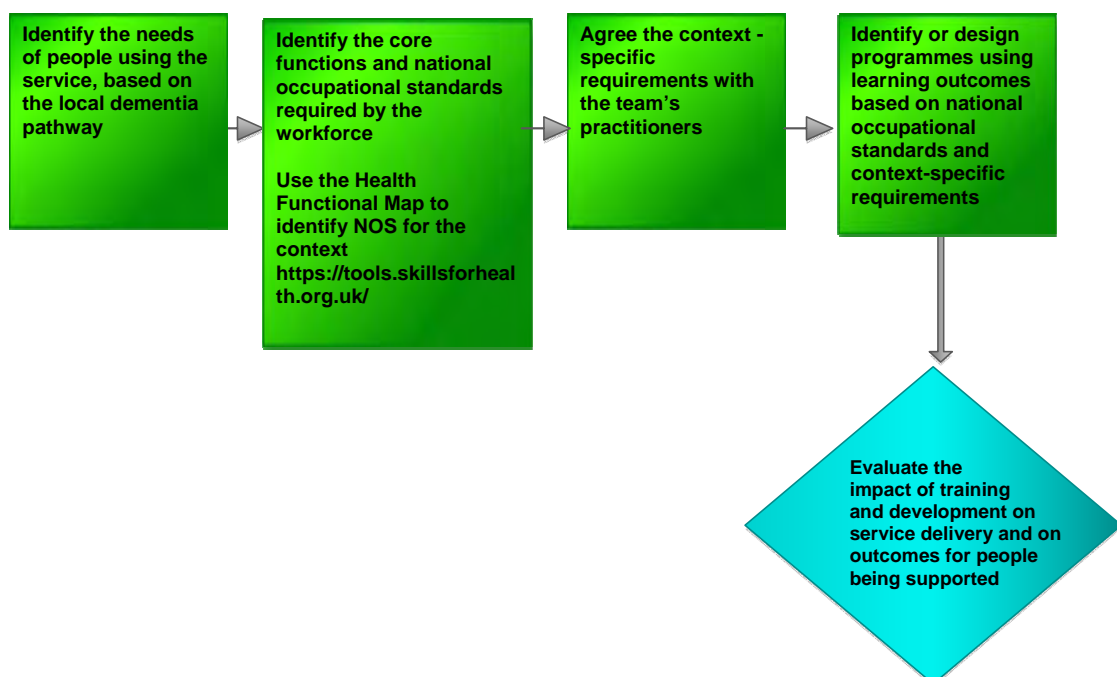 Identify the needs
of people using the
service, based on
the local dementia
pathway
Identify the core
functions and national
occupational standards
required by the
workforce
Use the Health
Functional Map to
identify NOS for the
context
https://tools.skillsforheal
th.org.uk/
Agree the context -
specific
requirements with
the team’s
practitioners
Identify or design
programmes using
learning outcomes
based on national
occupational
standards and
context-specific
requirements
Evaluate the
impact of training
and development on
service delivery and on
outcomes for people
being supported